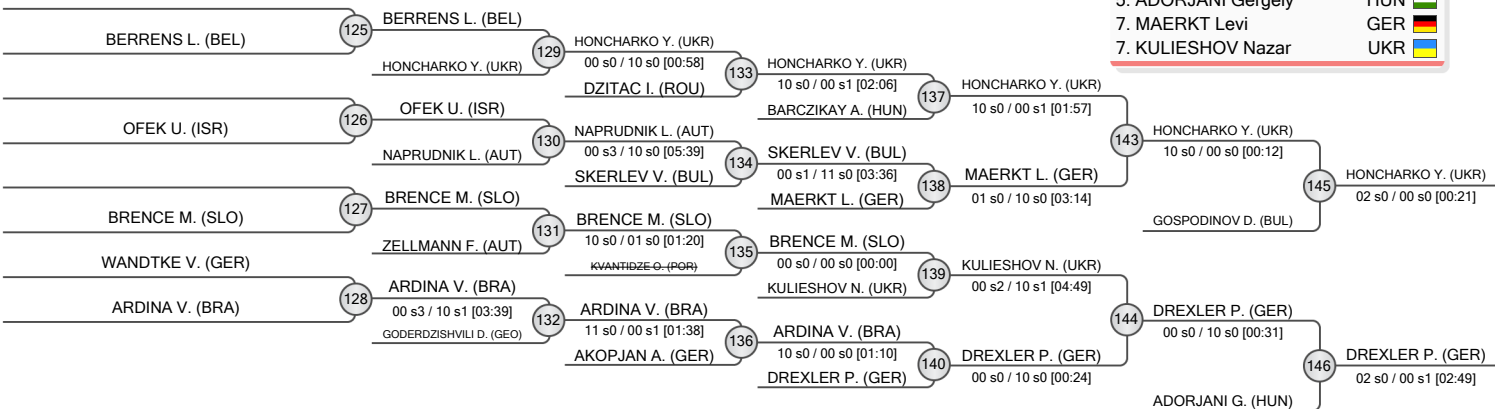 5. ADORJANI Gergely HUN
7. MAERKT Levi GER
7. KULIESHOV Nazar UKR
BERRENS L. (BEL)
125
BERRENS L. (BEL)
HONCHARKO Y. (UKR)
129
HONCHARKO Y. (UKR)
00 s0 / 10 s0 [00:58]
DZITAC I. (ROU)
133
HONCHARKO Y. (UKR)
10 s0 / 00 s1 [02:06]
BARCZIKAY A. (HUN)
137
HONCHARKO Y. (UKR)
10 s0 / 00 s1 [01:57]
OFEK U. (ISR)
126
OFEK U. (ISR)
NAPRUDNIK L. (AUT)
130
NAPRUDNIK L. (AUT)
00 s3 / 10 s0 [05:39]
SKERLEV V. (BUL)
134
SKERLEV V. (BUL)
00 s1 / 11 s0 [03:36]
MAERKT L. (GER)
138
MAERKT L. (GER)
01 s0 / 10 s0 [03:14]
143
HONCHARKO Y. (UKR)
10 s0 / 00 s0 [00:12]
GOSPODINOV D. (BUL)
145
HONCHARKO Y. (UKR)
02 s0 / 00 s0 [00:21]
BRENCE M. (SLO)
127
BRENCE M. (SLO)
ZELLMANN F. (AUT)
131
BRENCE M. (SLO)
10 s0 / 01 s0 [01:20]
KVANTIDZE O. (POR)
135
BRENCE M. (SLO)
00 s0 / 00 s0 [00:00]
KULIESHOV N. (UKR)
139
KULIESHOV N. (UKR)
00 s2 / 10 s1 [04:49]
WANDTKE V. (GER)
ARDINA V. (BRA)
128
ARDINA V. (BRA)
00 s3 / 10 s1 [03:39]
GODERDZISHVILI D. (GEO)
132
ARDINA V. (BRA)
11 s0 / 00 s1 [01:38]
AKOPJAN A. (GER)
136
ARDINA V. (BRA)
10 s0 / 00 s0 [01:10]
DREXLER P. (GER)
140
DREXLER P. (GER)
00 s0 / 10 s0 [00:24]
144
DREXLER P. (GER)
00 s0 / 10 s0 [00:31]
ADORJANI G. (HUN)
146
DREXLER P. (GER)
02 s0 / 00 s1 [02:49]